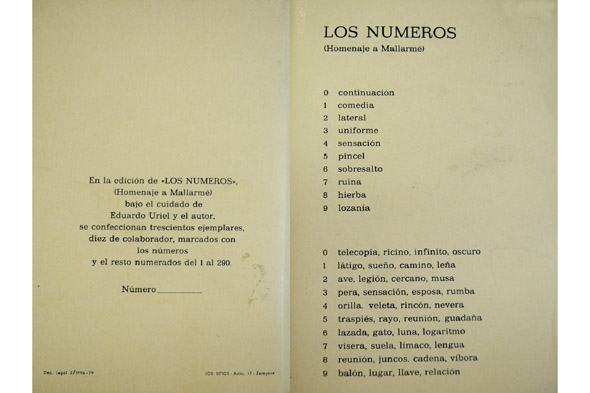 En la edición de «LOS NUMEROS»,
(Homenaje a Mallarmé)
bajo el cuidado de
Eduardo Uriel y el autor,
se confeccionan trescientos ejemplares,
diez de colaborador, marcados con
los números
y el resto numerados del 1 al 290.
Número
Dep. Legal
LOS NUMEROS
(Homenaje a Mallarmé)
0 continuación
1 comedia
2 lateral
3 uniforme
4 sensación
5 pincel
6 sobresalto
7 ruina
8 hierba
9 lozanía
0 telecopia, ricino, infinito, oscuro
1 látigo, sueño, camino, leña
2 ave, legión, cercano, musa
3 pera, sensación, esposa, rumba
4 orilla. veleta, rincón, nevera
5 traspiés, rayo, reunión, guadaña
6 lazada, gato, luna, logaritmo
7 visera, suela, límaco, lengua
8 reunión, juncos. cadena, víbora
9 balón, lugar, llave, relación